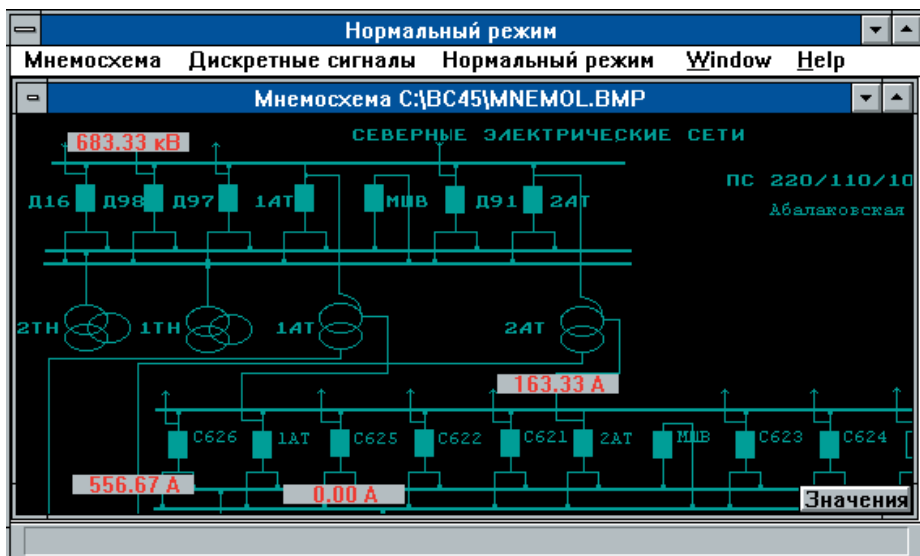 Нормальный режим
Мнемосхема Дискретные сигналы Нормальный режим Window Help
Мнемосхема C:\BC45\MNEMOL.BMP
683.33 кВ СЕВЕРНЫЕ ЭЛЕКТРИЧЕСКИЕ СЕТИ
ПС 220/110/10
Д16 Д98 Д97 1АТ МШВ Д91 2АТ
Абалаковская
2ТН 1ТН 1АТ 2АТ
163.33 А
С626 1АТ С625 С622 С621 2АТ МШВ С623 С624
556.67 А 0.00 А
Значения